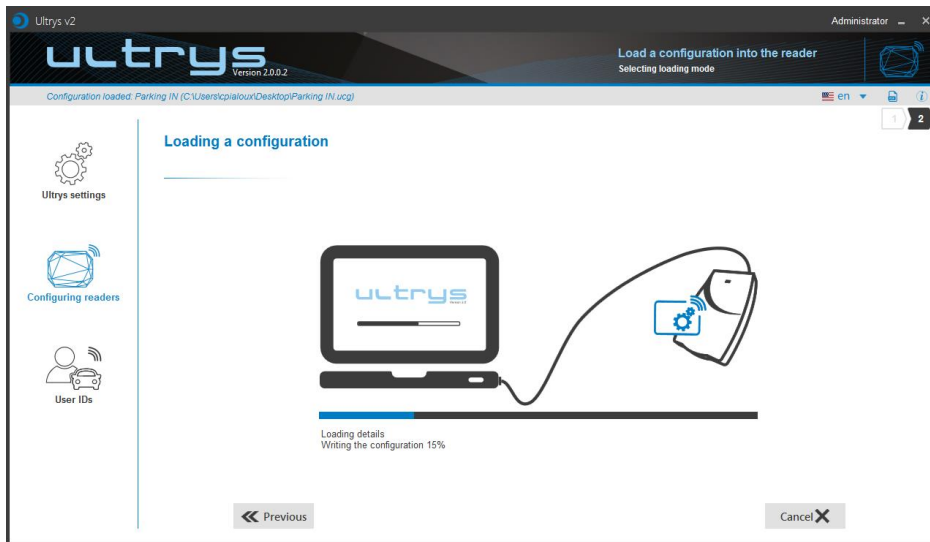 Ultrys v2
Administrator
ultrys
Version 2.0.0.2
Load a configuration into the reader
Selecting loading mode
Configuration loaded: Parking IN (C:\Users\cpialoux\Desktop\Parking IN.ucg)
en
1
2
Loading a configuration
Ultrys settings
Configuring readers
User IDs
ultrys
Loading details
Writing the configuration 15%
Previous
Cancel